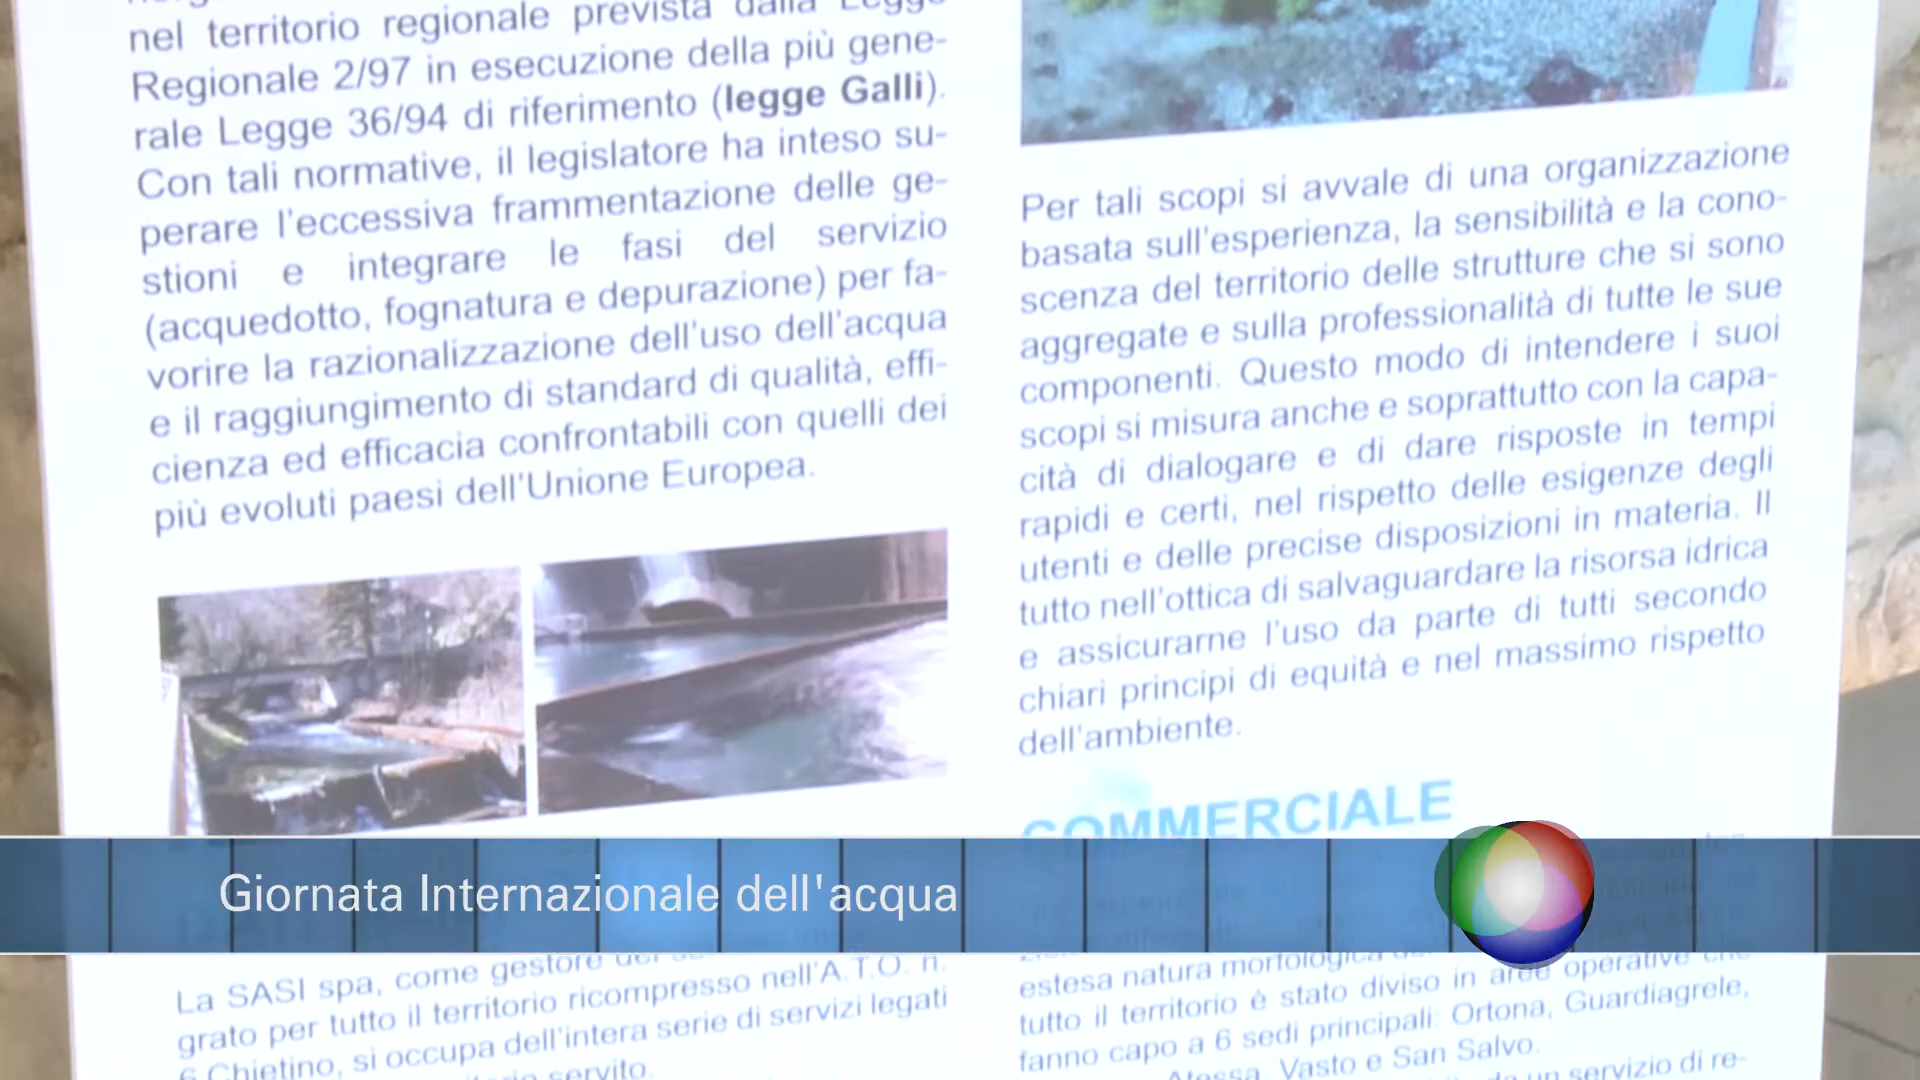 nel territorio regionale prevista dalla Legge
Regionale 2/97 in esecuzione della più gene-
rale Legge 36/94 di riferimento (legge Galli).
Con tali normative, il legislatore ha inteso su-
perare l'eccessiva frammentazione delle ge-
stioni e integrare le fasi del servizio
(acquedotto, fognatura e depurazione) per fa-
vorire la razionalizzazione dell'uso dell'acqua
e il raggiungimento di standard di qualità, effi-
cienza ed efficacia confrontabili con quelli dei
più evoluti paesi dell'Unione Europea.
La SASI spa, come gestore
grato per tutto il territorio ricompresso nell'A.T.O. n.
6 Chietino, si occupa dell'intera serie di servizi legati
servito.
Per tali scopi si avvale di una organizzazione
basata sull'esperienza, la sensibilità e la cono-
scenza del territorio delle strutture che si sono
aggregate e sulla professionalità di tutte le sue
componenti. Questo modo di intendere i suoi
scopi si misura anche e soprattutto con la capa-
cità di dialogare e di dare risposte in tempi
rapidi e certi, nel rispetto delle esigenze degli
utenti e delle precise disposizioni in materia. Il
tutto nell'ottica di salvaguardare la risorsa idrica
e assicurarne l'uso da parte di tutti secondo
chiari principi di equità e nel massimo rispetto
dell'ambiente.
COMMERCIALE
estesa natura morfologica
tutto il territorio è stato diviso in aree operative che
fanno capo a 6 sedi principali: Ortona, Guardiagrele,
Atessa, Vasto e San Salvo.
da un servizio di re-
Giornata Internazionale dell'acqua